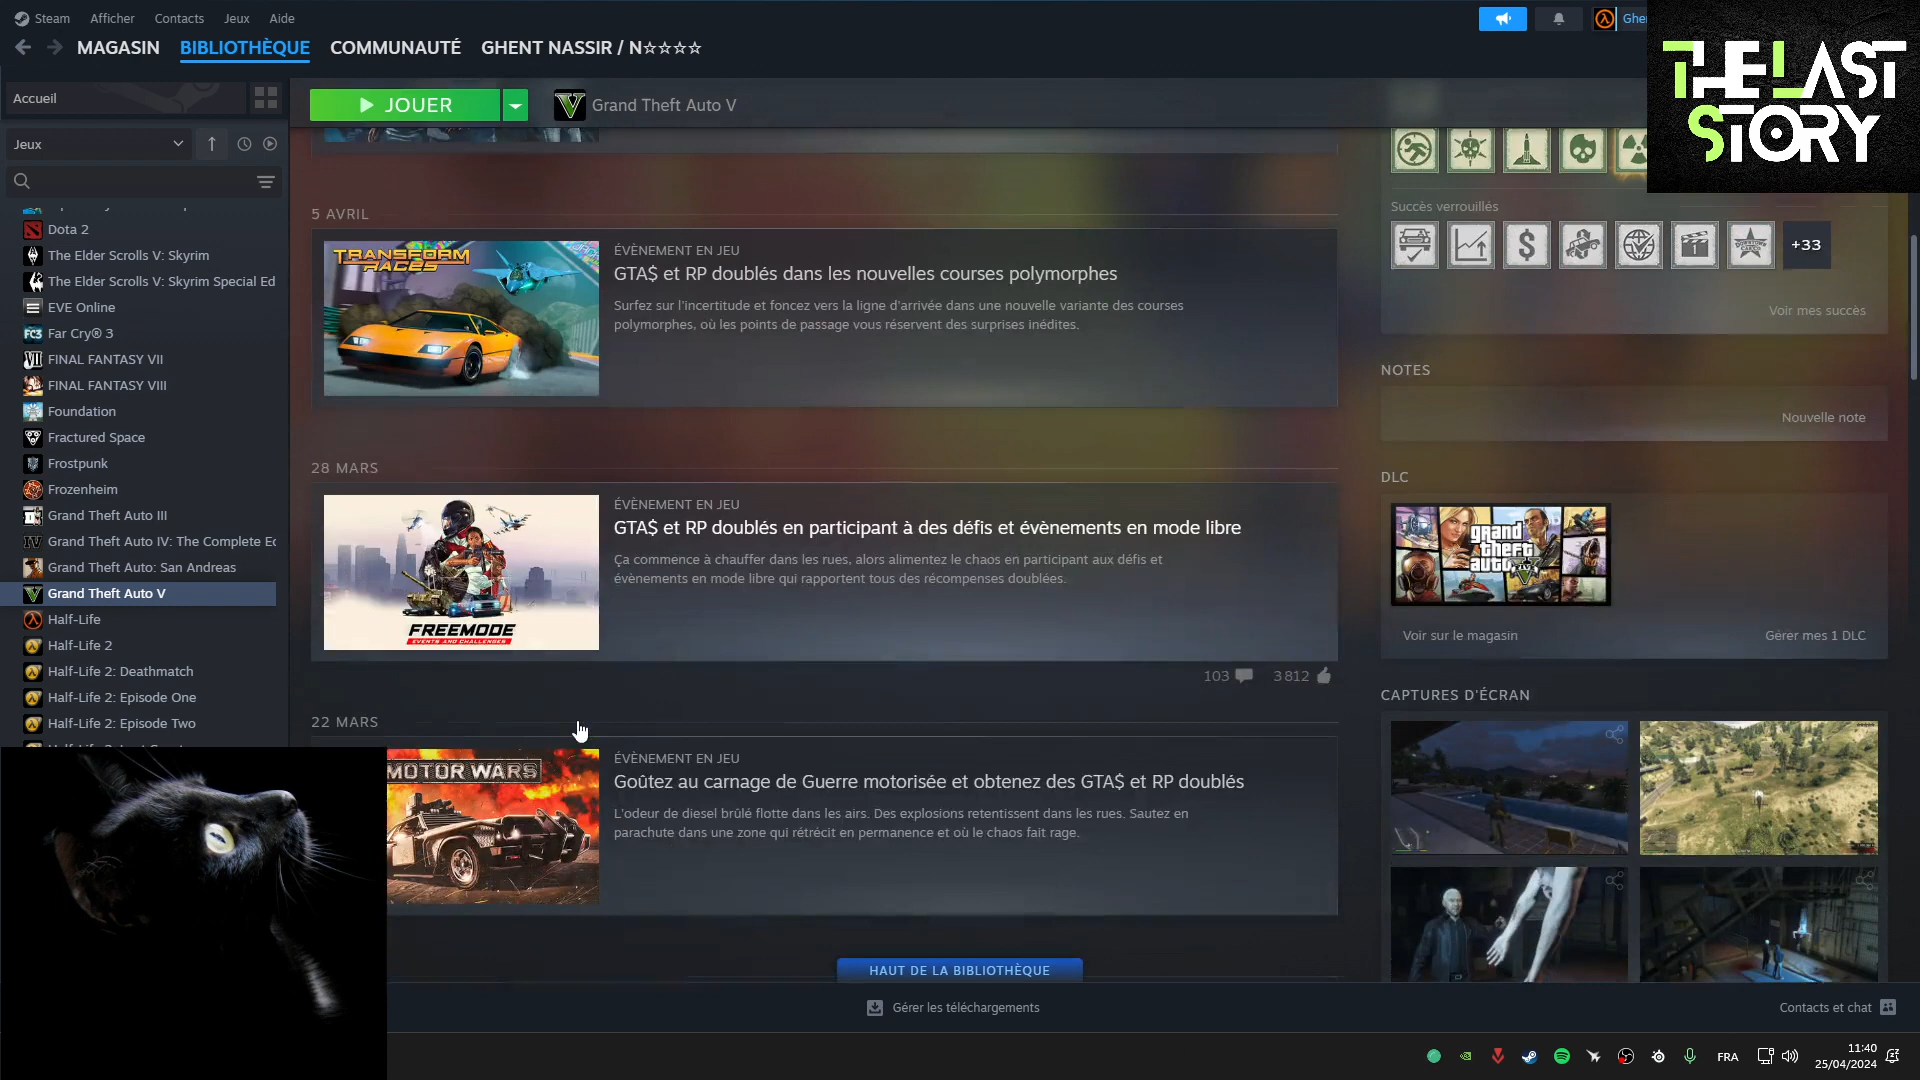 Steam Afficher Contacts Jeux Aide
MAGASIN BIBLIOTHÈQUE COMMUNAUTÉ GHENT NASSIR / N☆☆☆☆
THE LAST
STORY
Accueil
JOUER
Grand Theft Auto V
Jeux
Dota 2
The Elder Scrolls V: Skyrim
The Elder Scrolls V: Skyrim Special Ed
EVE Online
FC3 Far Cry® 3
VII FINAL FANTASY VII
FINAL FANTASY VIII
Foundation
Fractured Space
Frostpunk
Frozenheim
Grand Theft Auto III
IV Grand Theft Auto IV: The Complete Ec
Grand Theft Auto: San Andreas
Grand Theft Auto V
Half-Life
Half-Life 2
Half-Life 2: Deathmatch
Half-Life 2: Episode One
Half-Life 2: Episode Two
5 AVRIL
TRANSFORM
RACES
ÉVÈNEMENT EN JEU
GTA$ et RP doublés dans les nouvelles courses polymorphes
Surfez sur l'incertitude et foncez vers la ligne d'arrivée dans une nouvelle variante des courses
polymorphes, où les points de passage vous réservent des surprises inédites.
28 MARS
FREEMODE
EVENTS AND CHALLENGES
ÉVÈNEMENT EN JEU
GTA$ et RP doublés en participant à des défis et évènements en mode libre
Ça commence à chauffer dans les rues, alors alimentez le chaos en participant aux défis et
évènements en mode libre qui rapportent tous des récompenses doublées.
103 3 812
22 MARS
MOTOR WARS
ÉVÈNEMENT EN JEU
Goûtez au carnage de Guerre motorisée et obtenez des GTA$ et RP doublés
L'odeur de diesel brûlé flotte dans les airs. Des explosions retentissent dans les rues. Sautez en
parachute dans une zone qui rétrécit en permanence et où le chaos fait rage.
HAUT DE LA BIBLIOTHÈQUE
Succès verrouillés
+33
Voir mes succès
NOTES
Nouvelle note
DLC
grand
theft
auto
Voir sur le magasin
Gérer mes 1 DLC
CAPTURES D'ÉCRAN
Gérer les téléchargements
Contacts et chat
FRA
11:40
25/04/2024